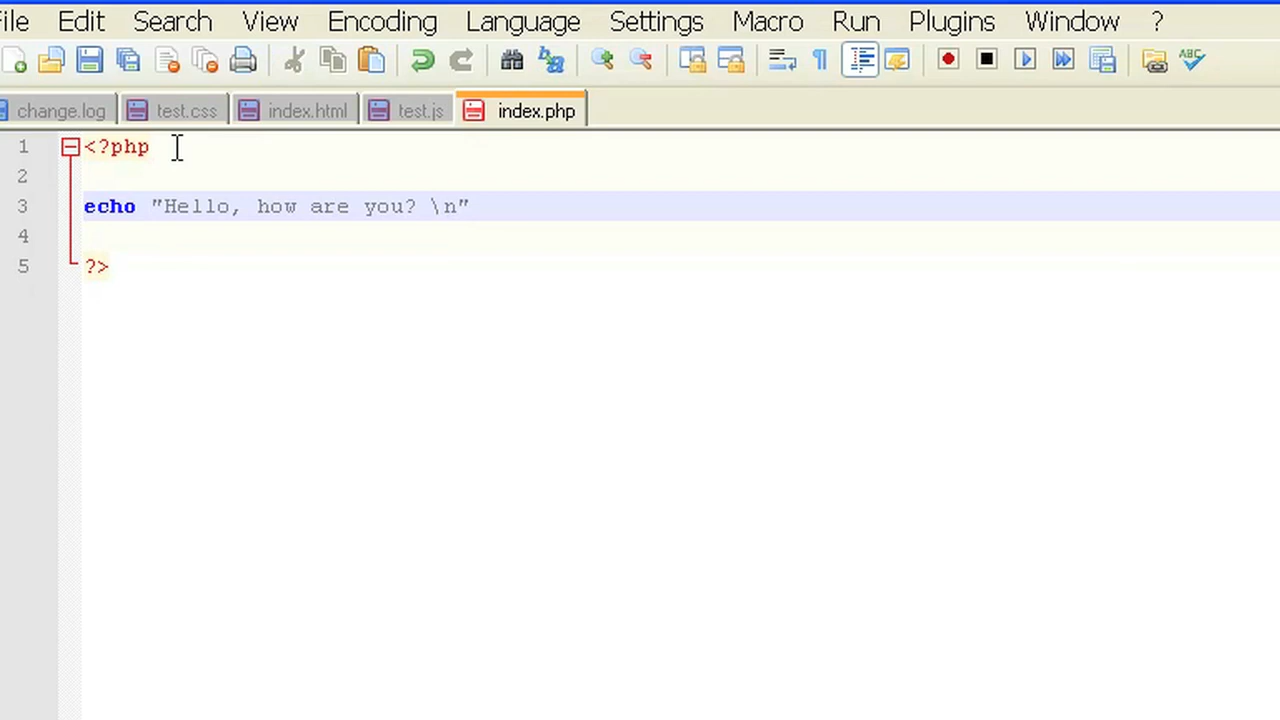 File Edit Search View Encoding Language Settings Macro Run Plugins Window ?
change.log test.css index.html test.js index.php
1 <?php
2
3 echo "Hello, how are you? \n"
4
5 ?>